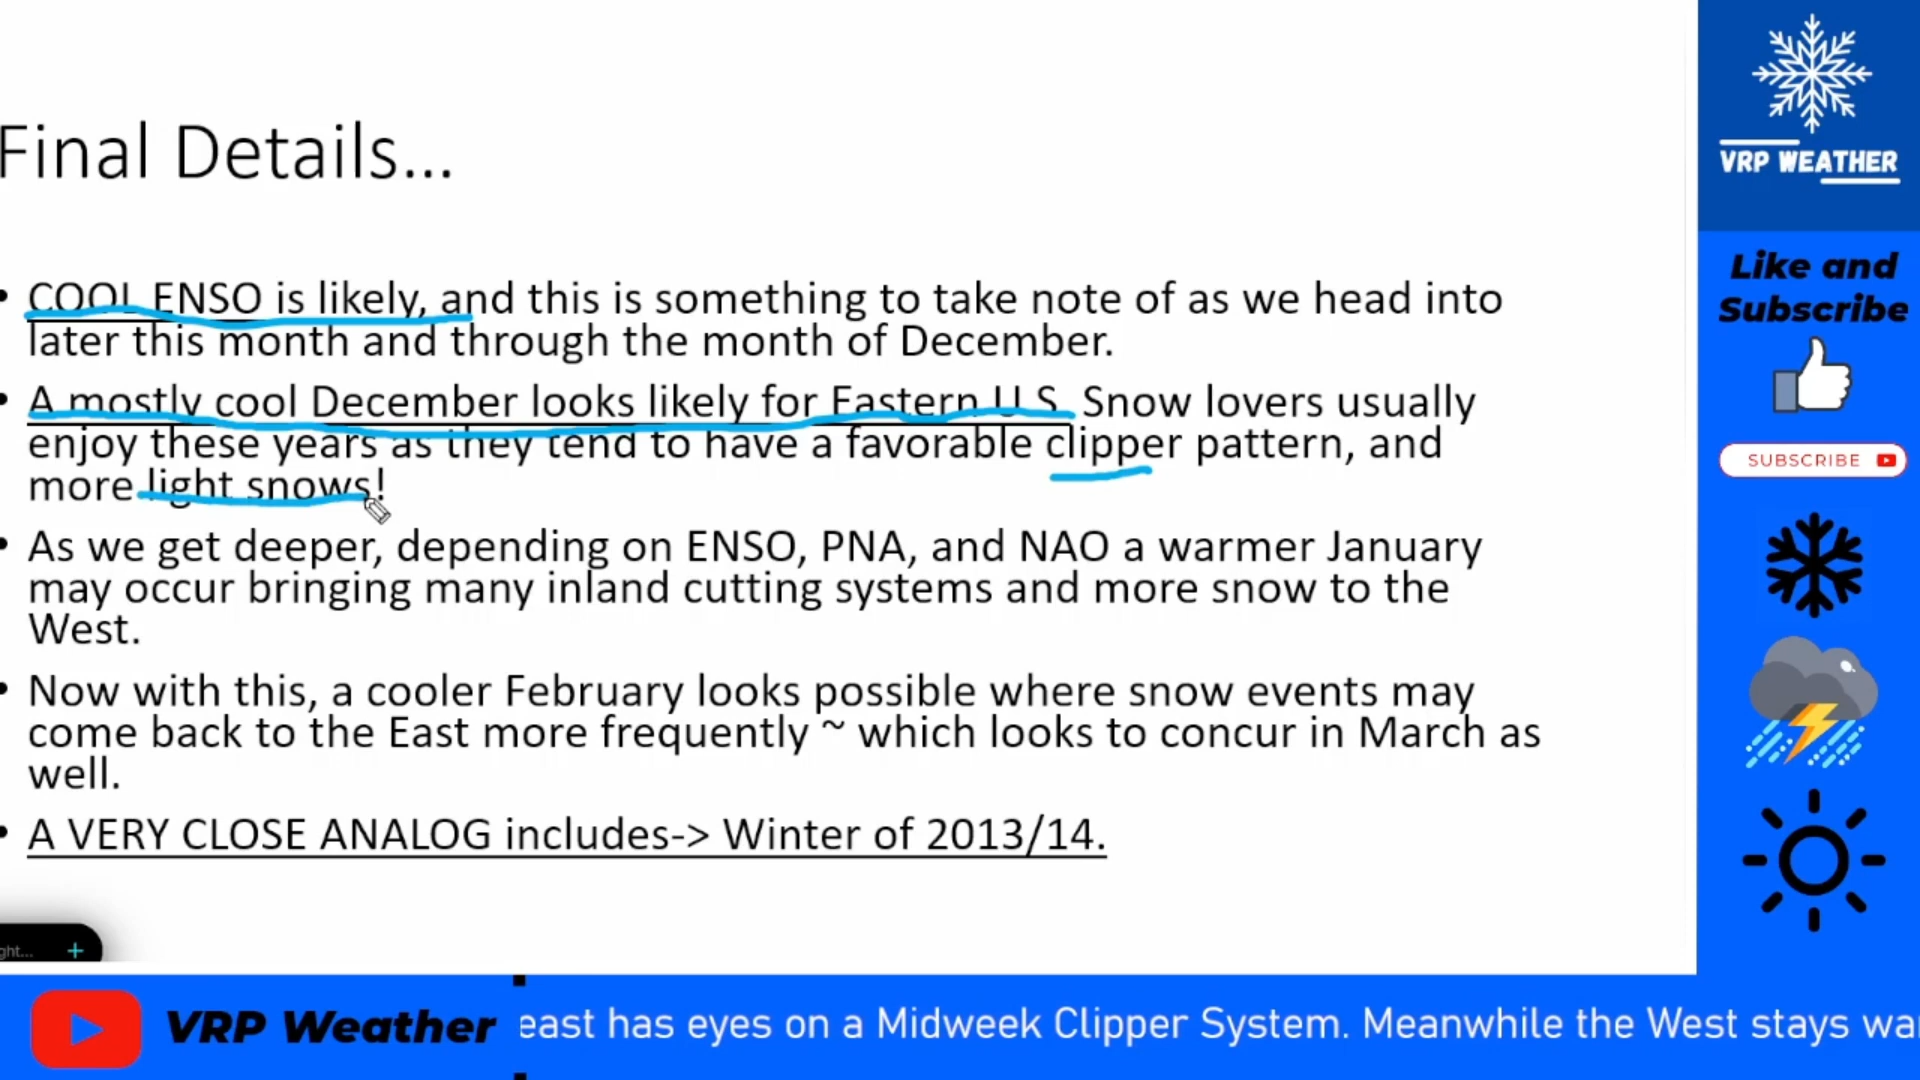 VRP WEATHER
Like and
Subscribe
SUBSCRIBE
Final Details...
• COOL ENSO is likely, and this is something to take note of as we head into
later this month and through the month of December.
• A mostly cool December looks likely for Eastern U.S. Snow lovers usually
enjoy these years as they tend to have a favorable clipper pattern, and
more light snows!
• As we get deeper, depending on ENSO, PNA, and NAO a warmer January
may occur bringing many inland cutting systems and more snow to the
West.
• Now with this, a cooler February looks possible where snow events may
come back to the East more frequently ~ which looks to concur in March as
well.
• A VERY CLOSE ANALOG includes-> Winter of 2013/14.
ght... +
VRP Weather
east has eyes on a Midweek Clipper System. Meanwhile the West stays wa